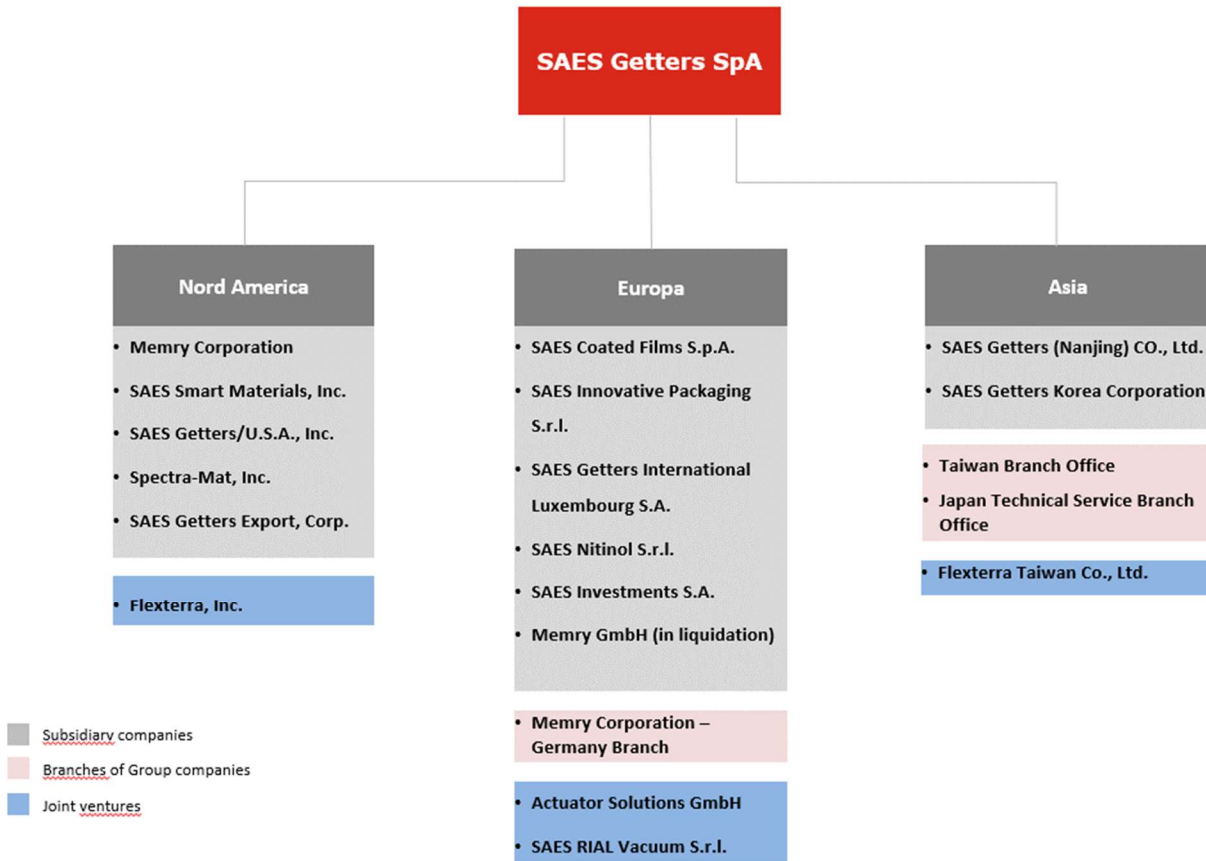 SAES Getters SpA
Nord America
• Memry Corporation
• SAES Smart Materials, Inc.
• SAES Getters/U.S.A., Inc.
• Spectra-Mat, Inc.
• SAES Getters Export, Corp.
• Flexterra, Inc.
Europa
• SAES Coated Films S.p.A.
• SAES Innovative Packaging
S.r.l.
• SAES Getters International
Luxembourg S.A.
• SAES Nitinol S.r.l.
• SAES Investments S.A.
• Memry GmbH (in liquidation)
• Memry Corporation –
Germany Branch
• Actuator Solutions GmbH
• SAES RIAL Vacuum S.r.l.
Asia
• SAES Getters (Nanjing) CO., Ltd.
• SAES Getters Korea Corporation
• Taiwan Branch Office
• Japan Technical Service Branch
Office
• Flexterra Taiwan Co., Ltd.
Subsidiary companies
Branches of Group companies
Joint ventures